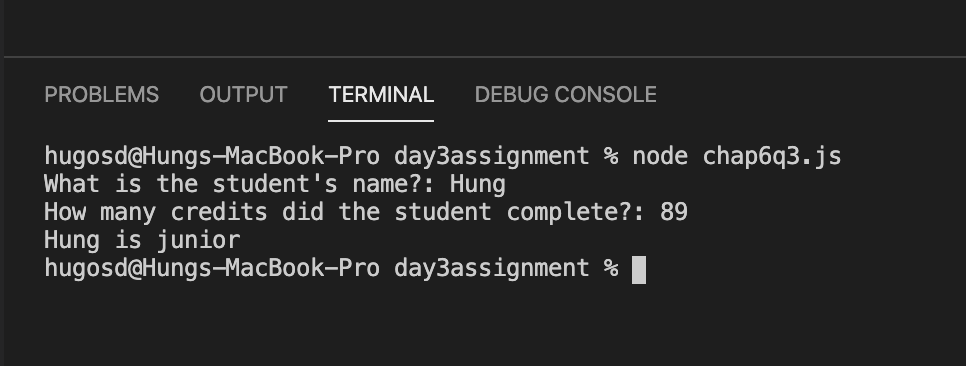 PROBLEMS OUTPUT TERMINAL DEBUG CONSOLE
hugosd@Hungs-MacBook-Pro day3assignment % node chap6q3.js
What is the student's name?: Hung
How many credits did the student complete?: 89
Hung is junior
hugosd@Hungs-MacBook-Pro day3assignment %